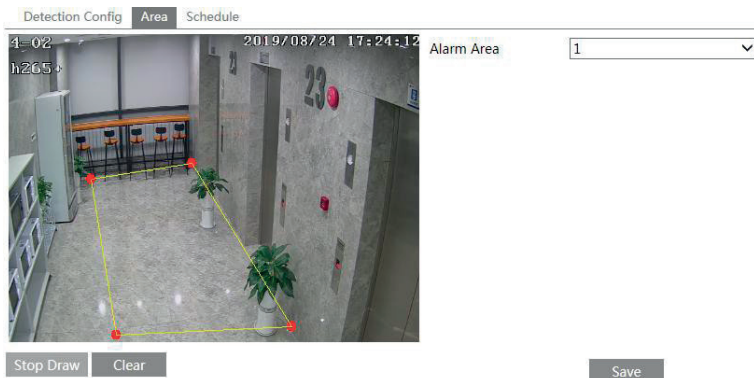 Detection Config Area Schedule
4-02 2019/08/24 17:24:12
h265+
23
23
Alarm Area 1
Stop Draw Clear
Save